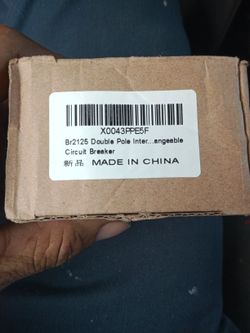 X0043PPE5F
Br2125 Double Pole Inter...angeable
Circuit Breaker
新品 MADE IN CHINA